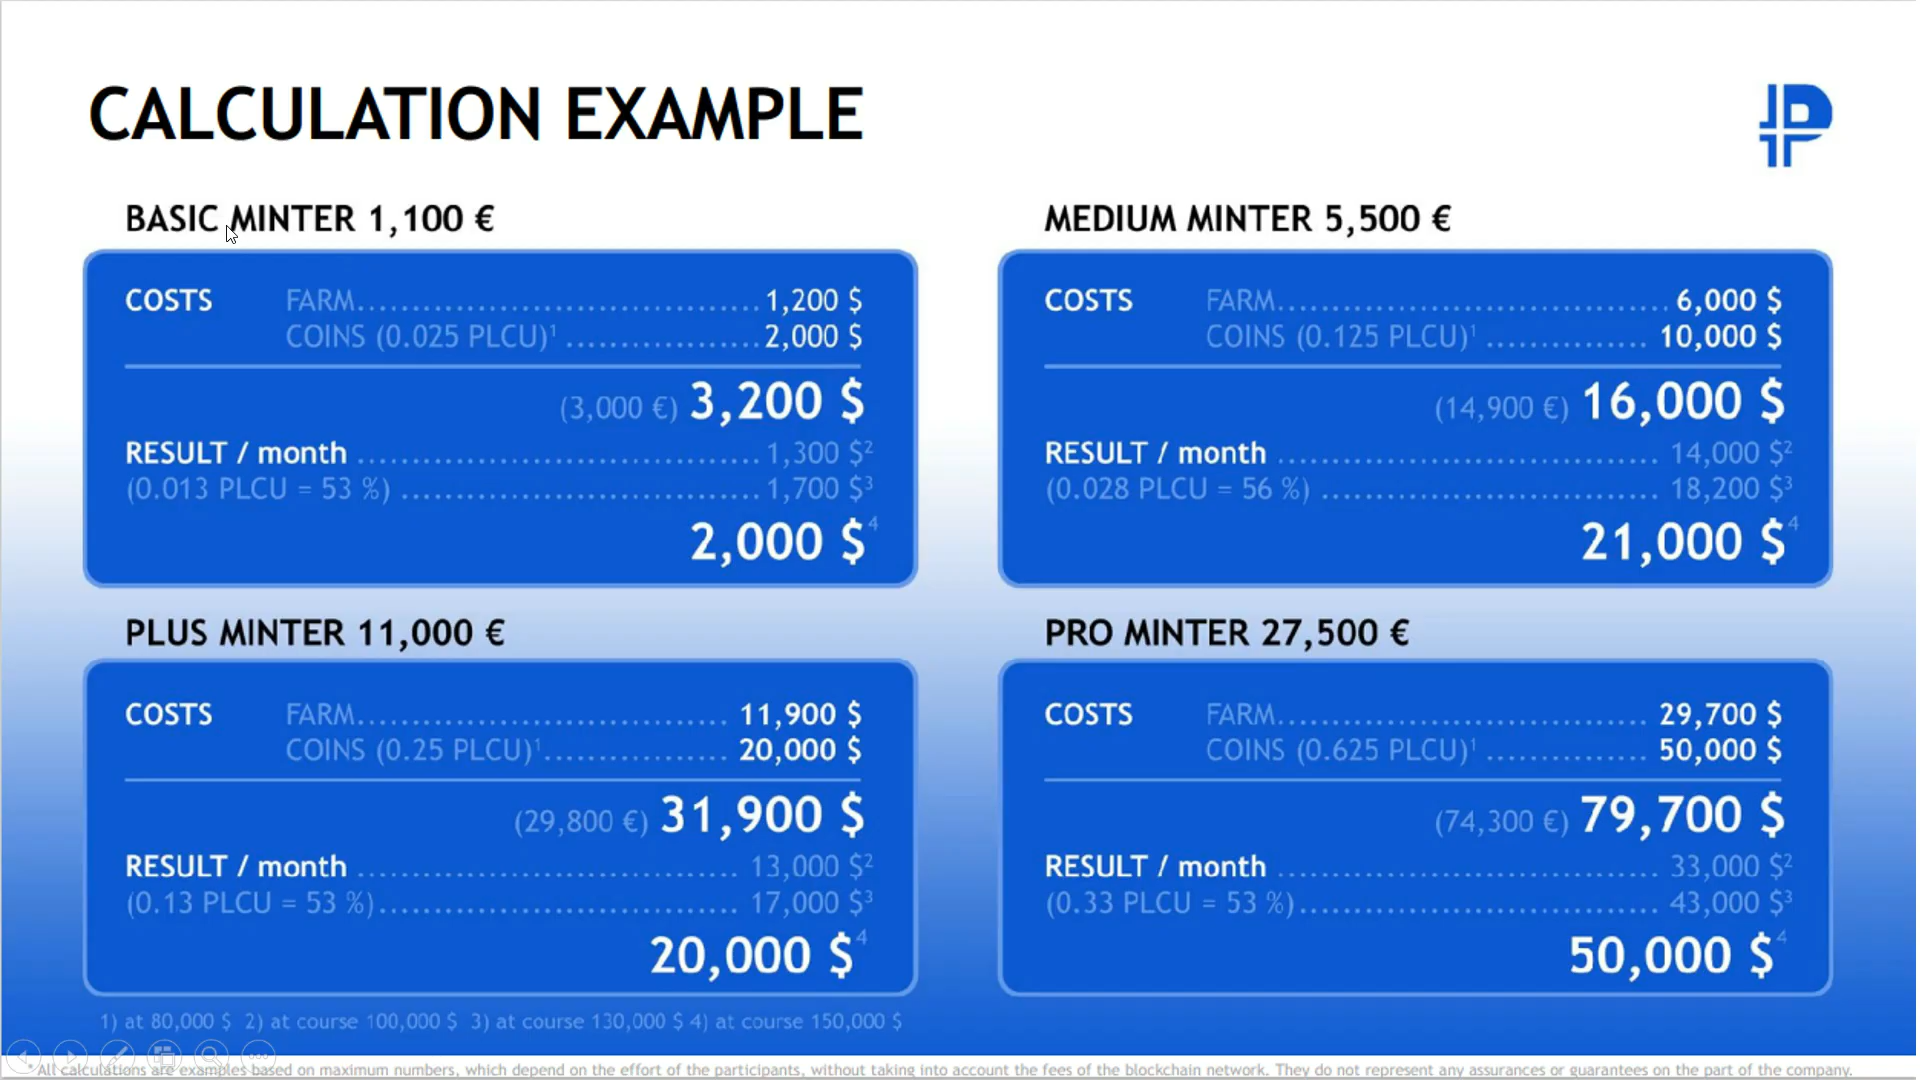 CALCULATION EXAMPLE
BASIC MINTER 1,100 €
COSTS FARM 1,200 $
COINS (0.025 PLCU)¹ 2,000 $
(3,000 €) 3,200 $
RESULT / month 1,300 $²
(0.013 PLCU = 53 %) 1,700 $³
2,000 $⁴
MEDIUM MINTER 5,500 €
COSTS FARM 6,000 $
COINS (0.125 PLCU)¹ 10,000 $
(14,900 €) 16,000 $
RESULT / month 14,000 $²
(0.028 PLCU = 56 %) 18,200 $³
21,000 $⁴
PLUS MINTER 11,000 €
COSTS FARM 11,900 $
COINS (0.25 PLCU)¹ 20,000 $
(29,800 €) 31,900 $
RESULT / month 13,000 $²
(0.13 PLCU = 53 %) 17,000 $³
20,000 $⁴
PRO MINTER 27,500 €
COSTS FARM 29,700 $
COINS (0.625 PLCU)¹ 50,000 $
(74,300 €) 79,700 $
RESULT / month 33,000 $²
(0.33 PLCU = 53 %) 43,000 $³
50,000 $⁴
1) at 80,000 $ 2) at course 100,000 $ 3) at course 130,000 $ 4) at course 150,000 $
* All calculations are examples based on maximum numbers, which depend on the effort of the participants, without taking into account the fees of the blockchain network. They do not represent any assurances or guarantees on the part of the company.